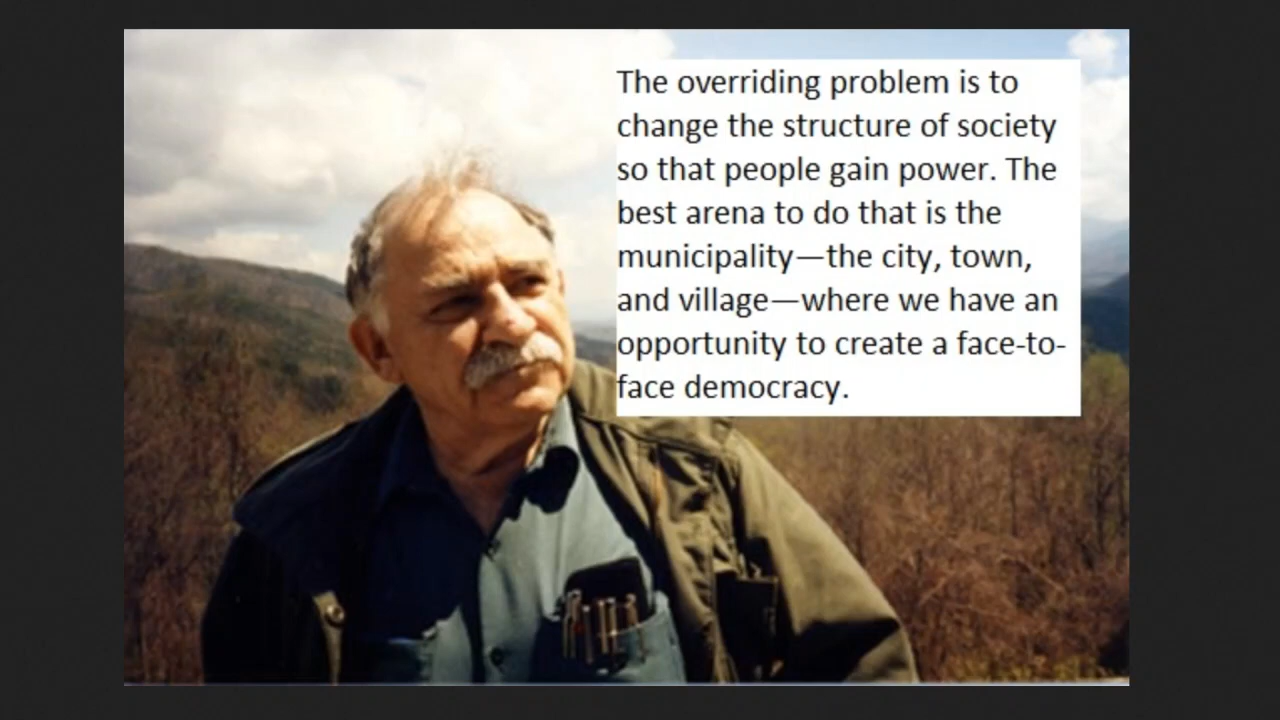 The overriding problem is to
change the structure of society
so that people gain power. The
best arena to do that is the
municipality—the city, town,
and village—where we have an
opportunity to create a face-to-
face democracy.